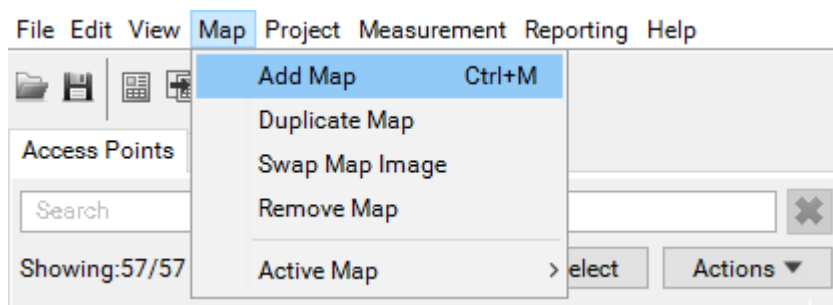 File Edit View Map Project Measurement Reporting Help
Add Map Ctrl+M
Duplicate Map
Access Points
Swap Map Image
Search
Remove Map
Showing:57/57
Active Map
elect
Actions